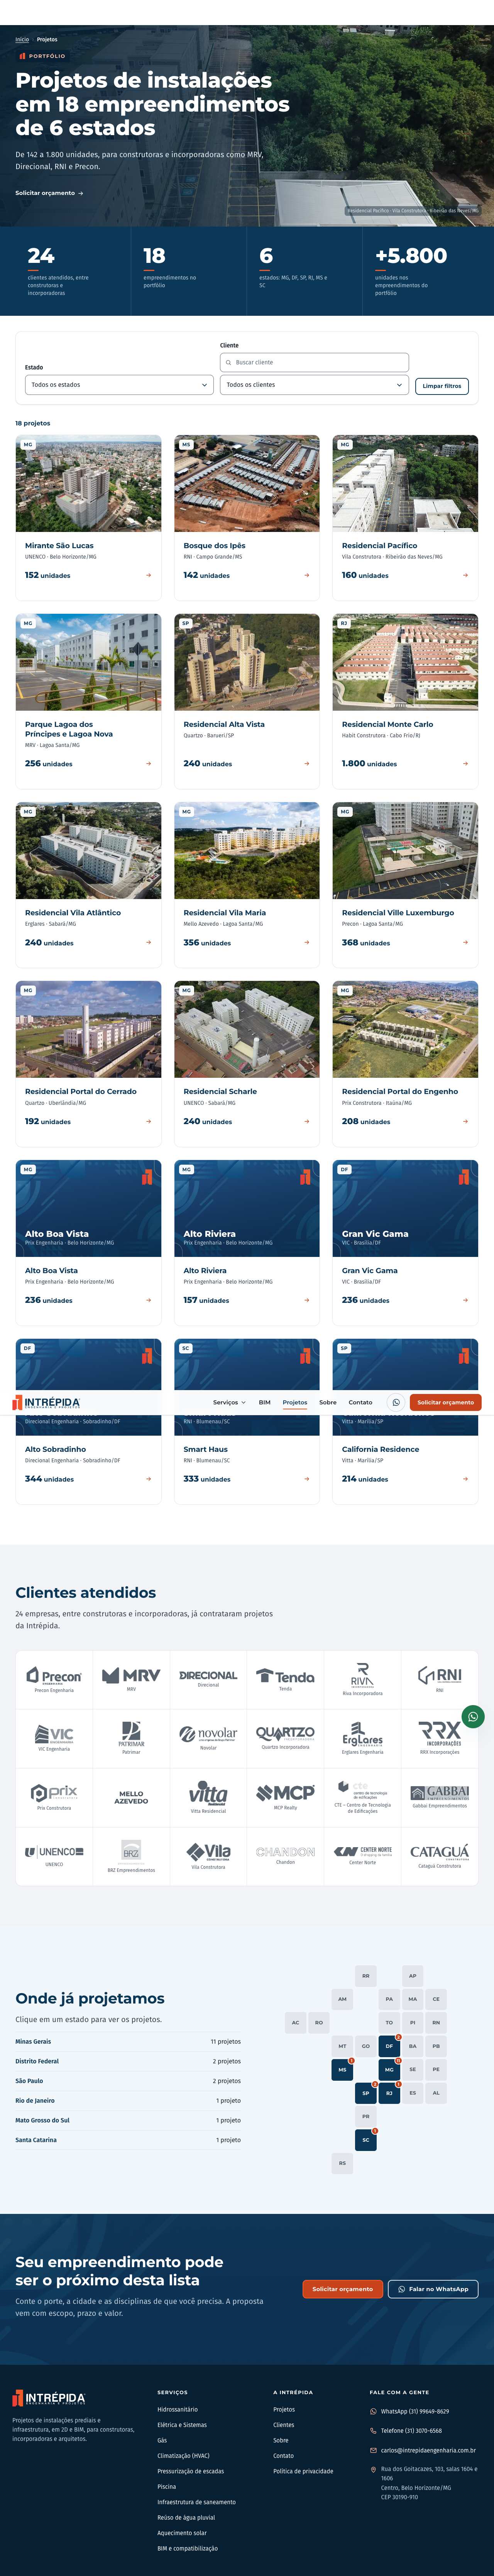 Início
Projetos
PORTFÓLIO
Projetos de instalações
em 18 empreendimentos
de 6 estados
De 142 a 1.800 unidades, para construtoras e incorporadoras como MRV,
Direcional, RNI e Precon.
Solicitar orçamento →
Residencial Pacífico · Vila Construtora · Ribeirão das Neves/MG
24
clientes atendidos, entre
construtoras e
incorporadoras
18
empreendimentos no
portfólio
6
estados: MG, DF, SP, RJ, MS e
SC
+5.800
unidades nos
empreendimentos do
portfólio
Estado
Todos os estados
Cliente
Buscar cliente
Todos os clientes
Limpar filtros
18 projetos
MG
Mirante São Lucas
UNENCO · Belo Horizonte/MG
152 unidades →
MS
Bosque dos Ipês
RNI · Campo Grande/MS
142 unidades →
MG
Residencial Pacífico
Vila Construtora · Ribeirão das Neves/MG
160 unidades →
MG
Parque Lagoa dos
Príncipes e Lagoa Nova
MRV · Lagoa Santa/MG
256 unidades →
SP
Residencial Alta Vista
Quartzo · Barueri/SP
240 unidades →
RJ
Residencial Monte Carlo
Habit Construtora · Cabo Frio/RJ
1.800 unidades →
MG
Residencial Vila Atlântico
Erglares · Sabará/MG
240 unidades →
MG
Residencial Vila Maria
Mello Azevedo · Lagoa Santa/MG
356 unidades →
MG
Residencial Ville Luxemburgo
Precon · Lagoa Santa/MG
368 unidades →
MG
Residencial Portal do Cerrado
Quartzo · Uberlândia/MG
192 unidades →
MG
Residencial Scharle
UNENCO · Sabará/MG
240 unidades →
MG
Residencial Portal do Engenho
Prix Construtora · Itaúna/MG
208 unidades →
MG
Alto Boa Vista
Prix Engenharia · Belo Horizonte/MG
Alto Boa Vista
Prix Engenharia · Belo Horizonte/MG
236 unidades →
MG
Alto Riviera
Prix Engenharia · Belo Horizonte/MG
Alto Riviera
Prix Engenharia · Belo Horizonte/MG
157 unidades →
DF
Gran Vic Gama
VIC · Brasília/DF
Gran Vic Gama
VIC · Brasília/DF
236 unidades →
DF
SC
SP
INTRÉPIDA
Serviços
BIM
Projetos
Sobre
Contato
Solicitar orçamento
Direcional Engenharia · Sobradinho/DF
Alto Sobradinho
Direcional Engenharia · Sobradinho/DF
344 unidades →
RNI · Blumenau/SC
Smart Haus
RNI · Blumenau/SC
333 unidades →
Vitta · Marília/SP
California Residence
Vitta · Marília/SP
214 unidades →
Clientes atendidos
24 empresas, entre construtoras e incorporadoras, já contrataram projetos
da Intrépida.
Precon
ENGENHARIA
Precon Engenharia
MRV
MRV
DIRECIONAL
Direcional
Tenda
Tenda
RIVA
Riva Incorporadora
RNI
RNI
VIC
VIC Engenharia
PATRIMAR
Patrimar
novolar
Novolar
QUARTZO
Quartzo Incorporadora
ErgLares
Erglares Engenharia
RRX
INCORPORAÇÕES
RRX Incorporações
prix
Prix Construtora
MELLO
AZEVEDO
vitta
Vitta Residencial
MCP
MCP Realty
cte
CTE – Centro de Tecnologia
de Edificações
GABBAI
Gabbai Empreendimentos
UNENCO
UNENCO
BRZ
BRZ Empreendimentos
Vila
Vila Construtora
CHANDON
Chandon
CENTER NORTE
Center Norte
CATAGUÁ
Cataguá Construtora
Onde já projetamos
Clique em um estado para ver os projetos.
Minas Gerais 11 projetos
Distrito Federal 2 projetos
São Paulo 2 projetos
Rio de Janeiro 1 projeto
Mato Grosso do Sul 1 projeto
Santa Catarina 1 projeto
RR AP
AM PA MA CE
AC RO TO PI RN
MT GO DF 2 BA PB
MS 1 MG 11 SE PE
SP 2 RJ 1 ES AL
PR
SC 1
RS
Seu empreendimento pode
ser o próximo desta lista
Conte o porte, a cidade e as disciplinas de que você precisa. A proposta
vem com escopo, prazo e valor.
Solicitar orçamento
Falar no WhatsApp
INTRÉPIDA
Projetos de instalações prediais e
infraestrutura, em 2D e BIM, para construtoras,
incorporadoras e arquitetos.
SERVIÇOS
Hidrossanitário
Elétrica e Sistemas
Gás
Climatização (HVAC)
Pressurização de escadas
Piscina
Infraestrutura de saneamento
Reúso de água pluvial
Aquecimento solar
BIM e compatibilização
A INTRÉPIDA
Projetos
Clientes
Sobre
Contato
Política de privacidade
FALE COM A GENTE
WhatsApp (31) 99649-8629
Telefone (31) 3070-6568
carlos@intrepidaengenharia.com.br
Rua dos Goitacazes, 103, salas 1604 e
1606
Centro, Belo Horizonte/MG
CEP 30190-910